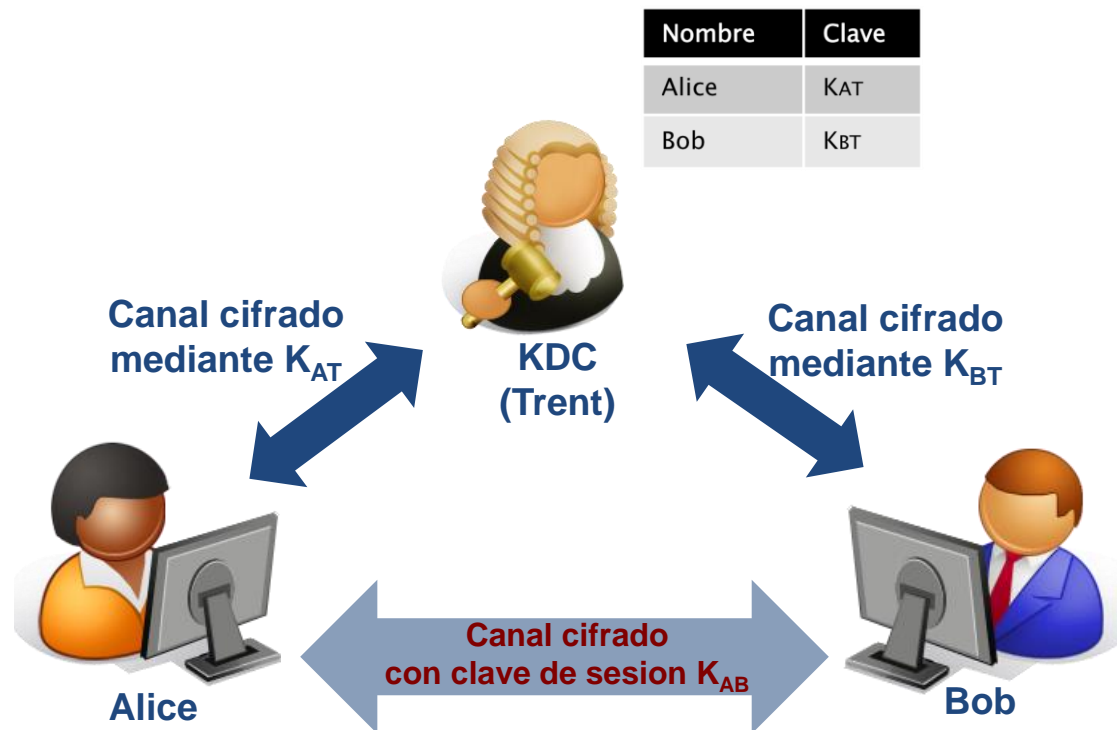 Nombre Clave
Alice KAT
Bob KBT
Canal cifrado
mediante KAT
KDC
(Trent)
Canal cifrado
mediante KBT
Canal cifrado
con clave de sesion KAB
Alice
Bob